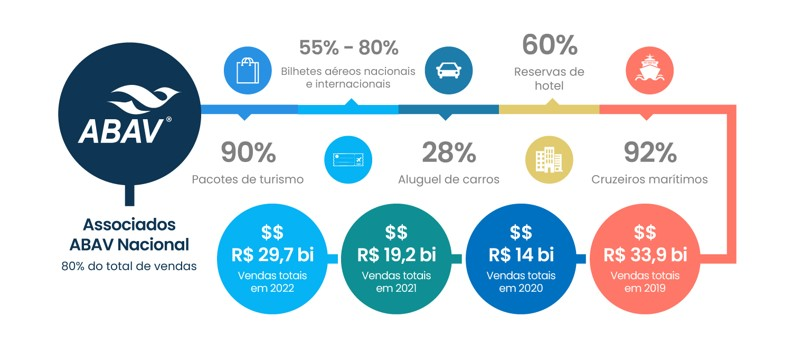 ABAV®
Associados
ABAV Nacional
80% do total de vendas
90%
Pacotes de turismo
55% - 80%
Bilhetes aéreos nacionais
e internacionais
28%
Aluguel de carros
60%
Reservas de
hotel
92%
Cruzeiros marítimos
$$
R$ 29,7 bi
Vendas totais
em 2022
$$
R$ 19,2 bi
Vendas totais
em 2021
$$
R$ 14 bi
Vendas totais
em 2020
$$
R$ 33,9 bi
Vendas totais
em 2019